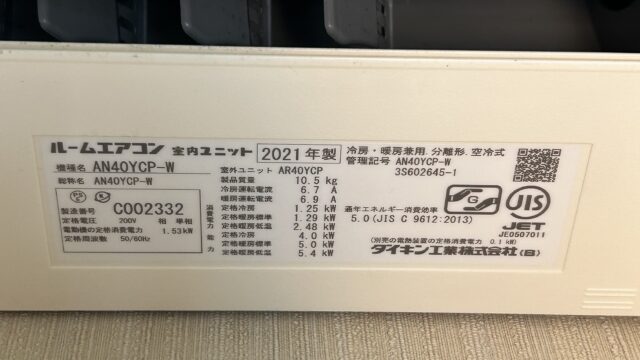 ルームエアコン 室内ユニット 2021年製
冷房・暖房兼用、分離形、空冷式
機種名 AN40YCP-W
総称名 AN40YCP-W
室外ユニット AR40YCP
管理記号 AN40YCP-W
3S602645-1
製品質量 10.5 kg
冷房運転電流 6.7 A
暖房運転電流 6.9 A
製造番号 C002332
定格電圧 200V 相 単相
電動機の定格消費電力 1.53kW
定格周波数 50/60Hz
消費電力
定格冷房 1.25 kW
定格暖房標準 1.29 kW
定格暖房低温 2.48 kW
能力
定格冷房 4.0 kW
定格暖房標準 5.0 kW
定格暖房低温 5.4 kW
通年エネルギー消費効率
5.0 (JIS C 9612:2013)
JIS
JET
JE0507011
(別売の電熱装置の定格消費電力 0.1 kW)
ダイキン工業株式会社(日)